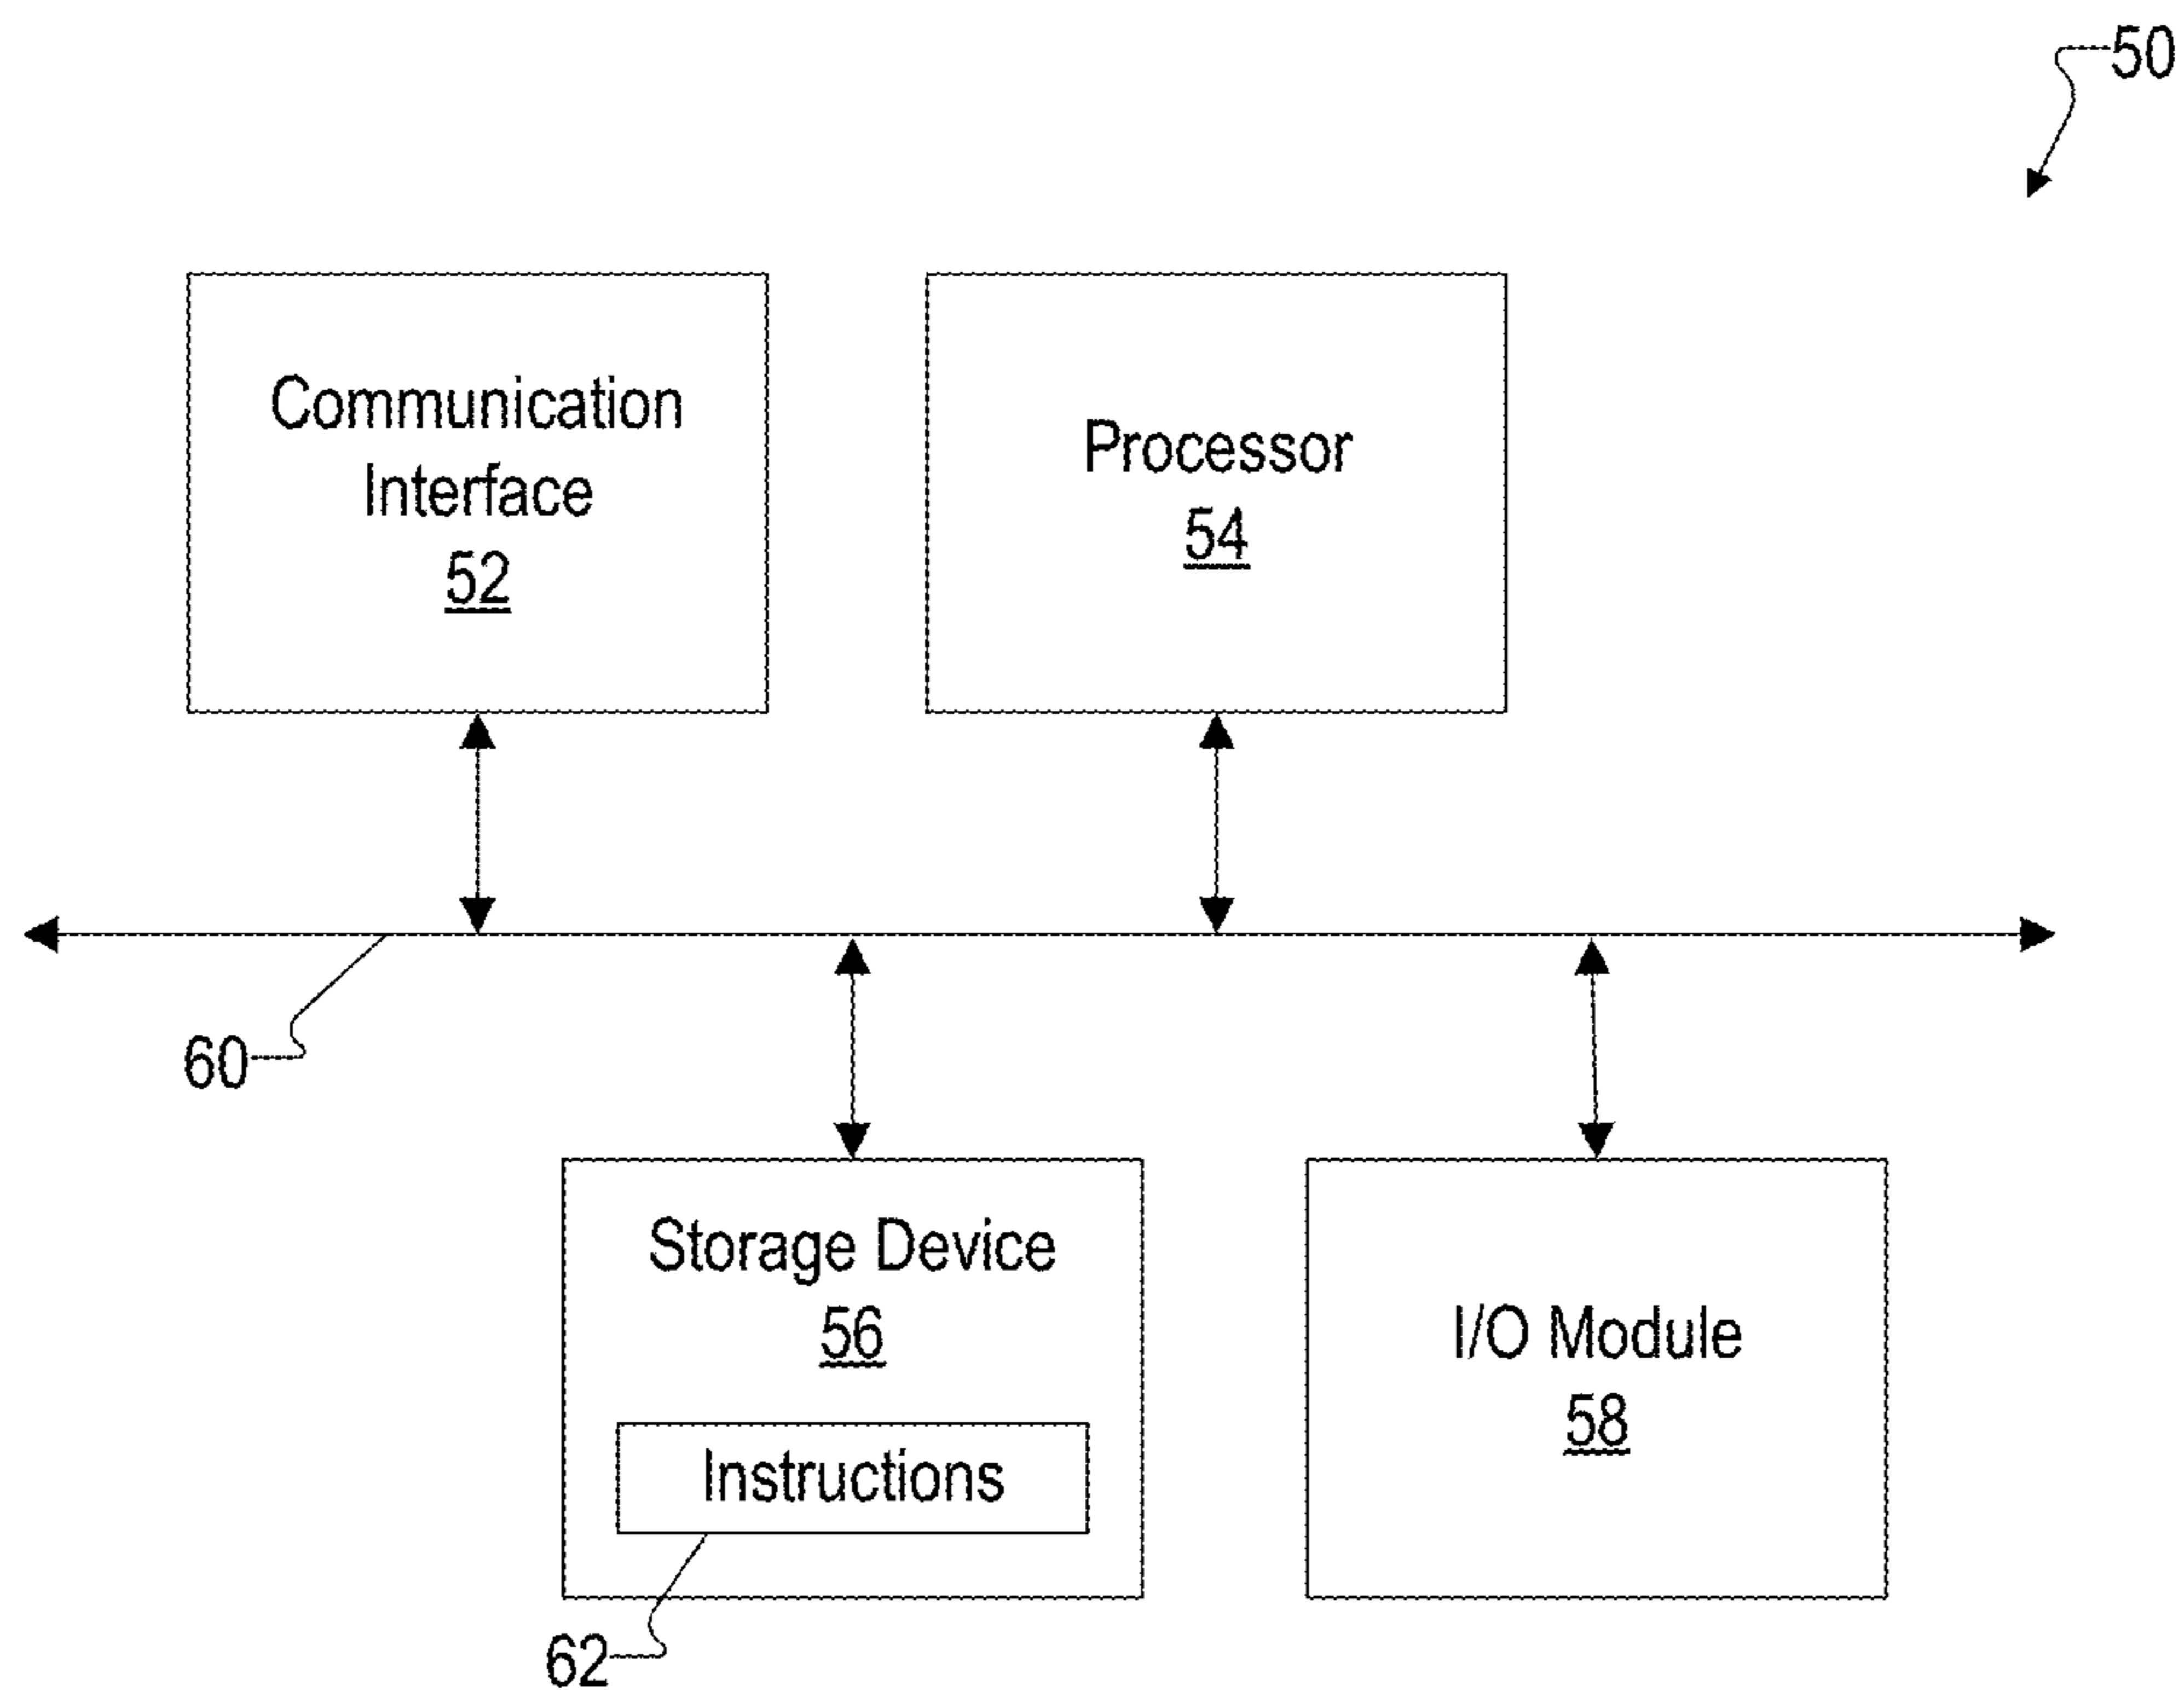 50
Communication
Interface
52
Processor
54
60
Storage Device
56
Instructions
62
I/O Module
58